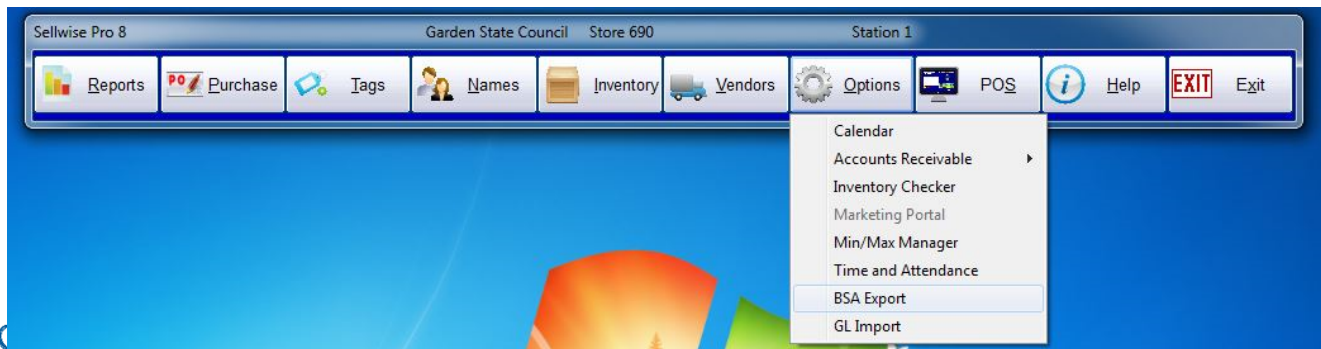 Sellwise Pro 8 Garden State Council Store 690 Station 1
Reports PO Purchase Tags Names Inventory Vendors Options POS i Help EXIT Exit
Calendar
Accounts Receivable
Inventory Checker
Marketing Portal
Min/Max Manager
Time and Attendance
BSA Export
GL Import